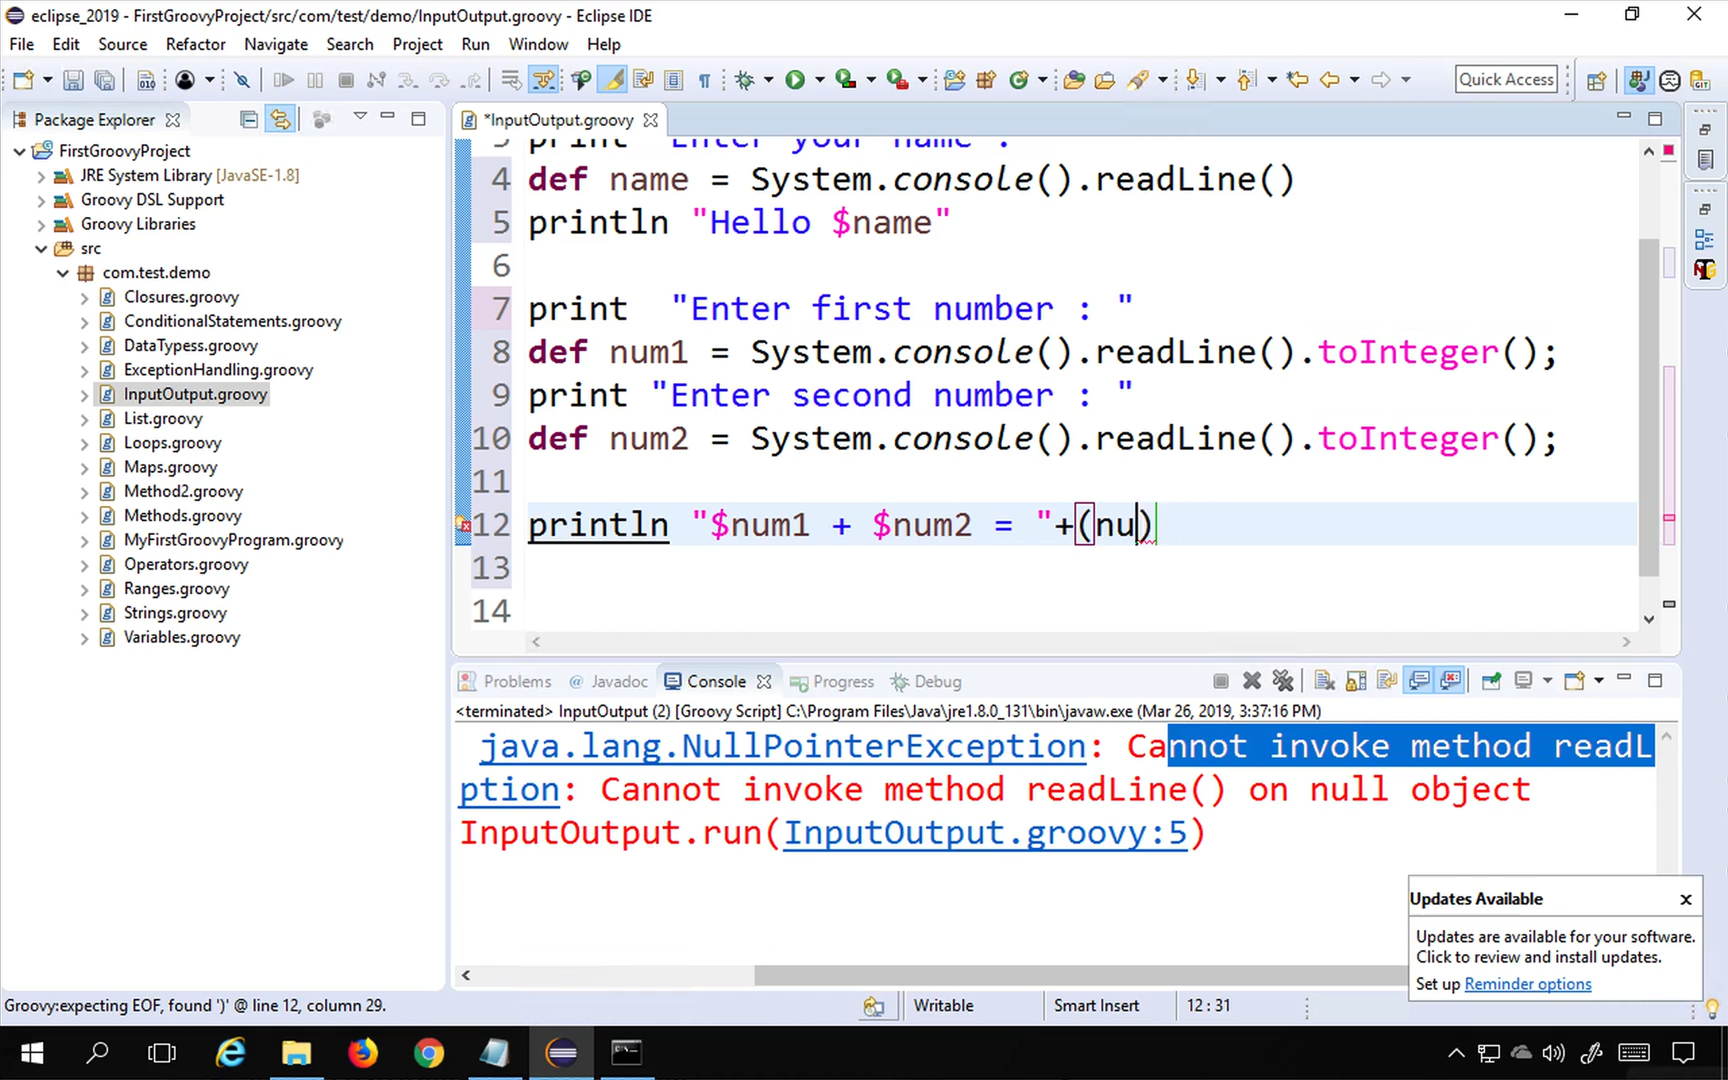 eclipse_2019 - FirstGroovyProject/src/com/test/demo/InputOutput.groovy - Eclipse IDE
File Edit Source Refactor Navigate Search Project Run Window Help
Quick Access
Package Explorer
*InputOutput.groovy
FirstGroovyProject
JRE System Library [JavaSE-1.8]
Groovy DSL Support
Groovy Libraries
src
com.test.demo
Closures.groovy
ConditionalStatements.groovy
DataTypess.groovy
ExceptionHandling.groovy
InputOutput.groovy
List.groovy
Loops.groovy
Maps.groovy
Method2.groovy
Methods.groovy
MyFirstGroovyProgram.groovy
Operators.groovy
Ranges.groovy
Strings.groovy
Variables.groovy
print "Enter your name :
4 def name = System.console().readLine()
5 println "Hello $name"
6
7 print  "Enter first number : "
8 def num1 = System.console().readLine().toInteger();
9 print "Enter second number : "
10 def num2 = System.console().readLine().toInteger();
11
12 println "$num1 + $num2 = "+(nu)
13
14
Problems @ Javadoc Console Progress Debug
<terminated> InputOutput (2) [Groovy Script] C:\Program Files\Java\jre1.8.0_131\bin\javaw.exe (Mar 26, 2019, 3:37:16 PM)
java.lang.NullPointerException: Cannot invoke method readL
ption: Cannot invoke method readLine() on null object
InputOutput.run(InputOutput.groovy:5)
Updates Available
Updates are available for your software.
Click to review and install updates.
Set up Reminder options
Groovy:expecting EOF, found ')' @ line 12, column 29.
Writable
Smart Insert
12 : 31